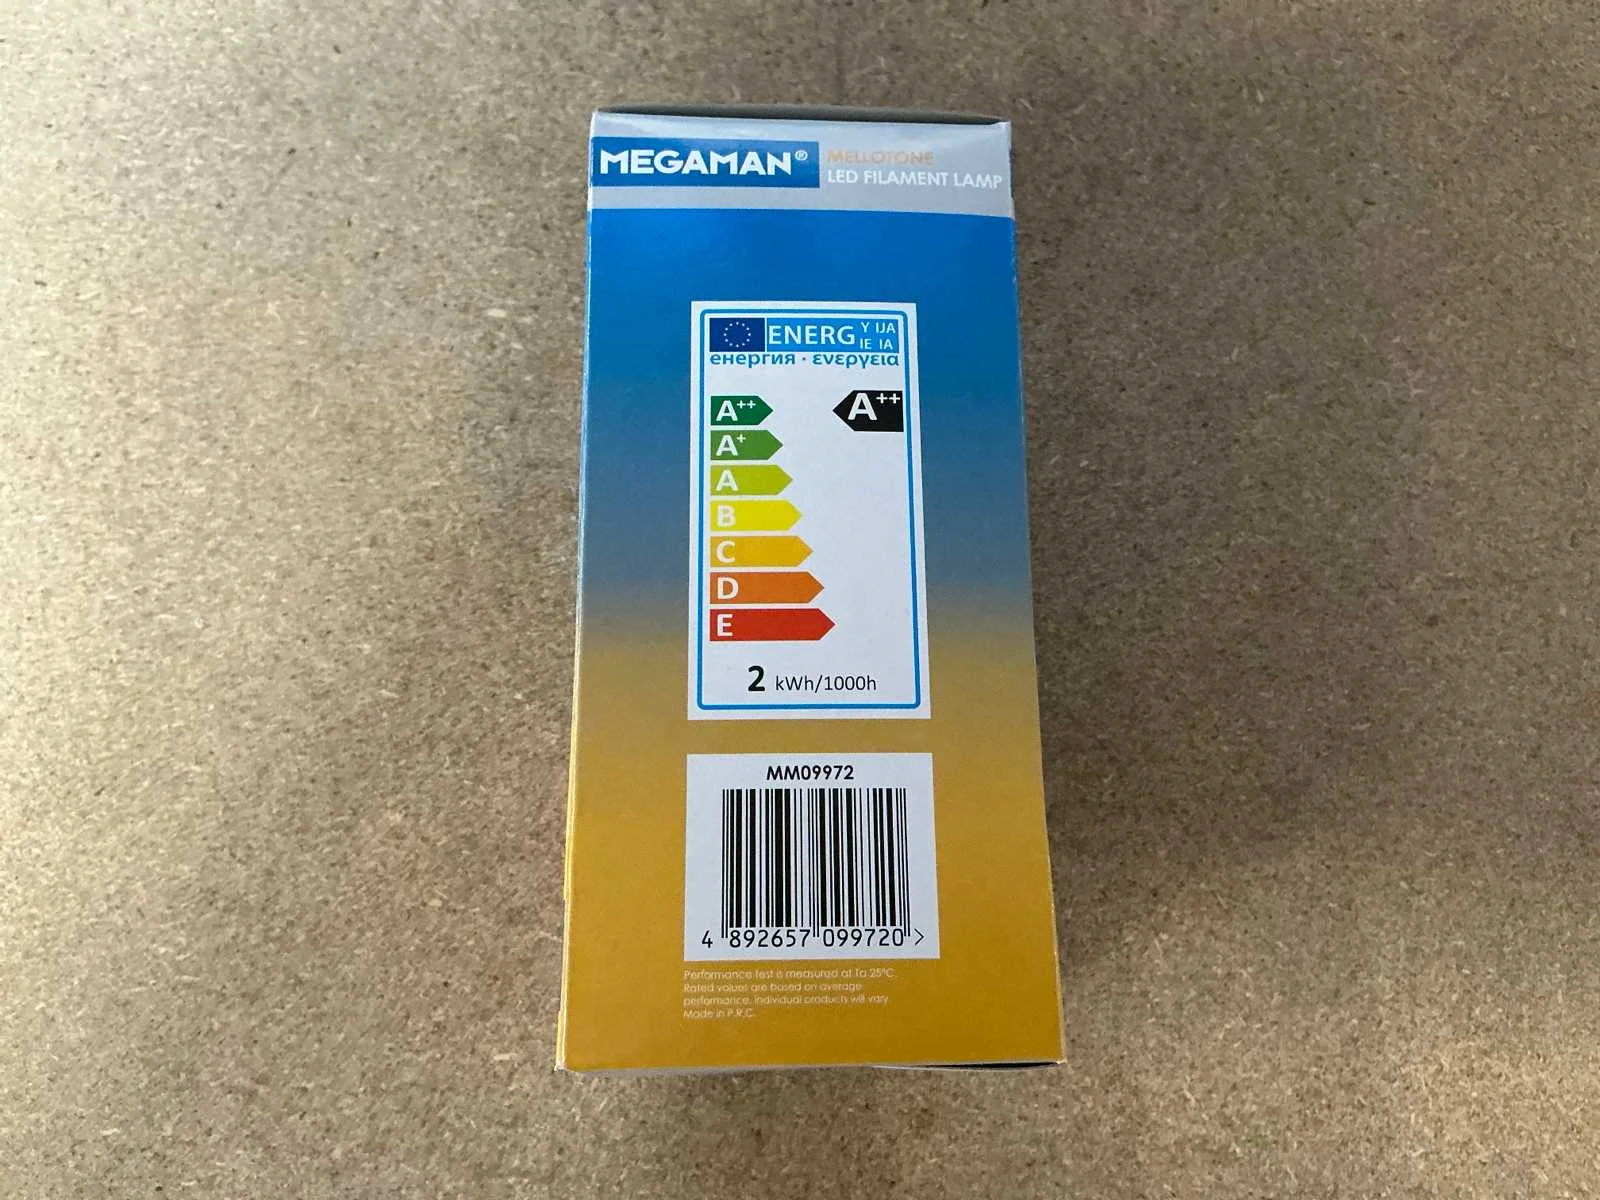 MEGAMAN® MELLOTONE
LED FILAMENT LAMP
ENERG Y IJA
IE IA
енергия · ενεργεια
A++ A++
A+
A
B
C
D
E
2 kWh/1000h
MM09972
4 892657 099720 >
Performance test is measured at Ta 25°C.
Rated values are based on average
performance, individual products will vary.
Made in P.R.C.